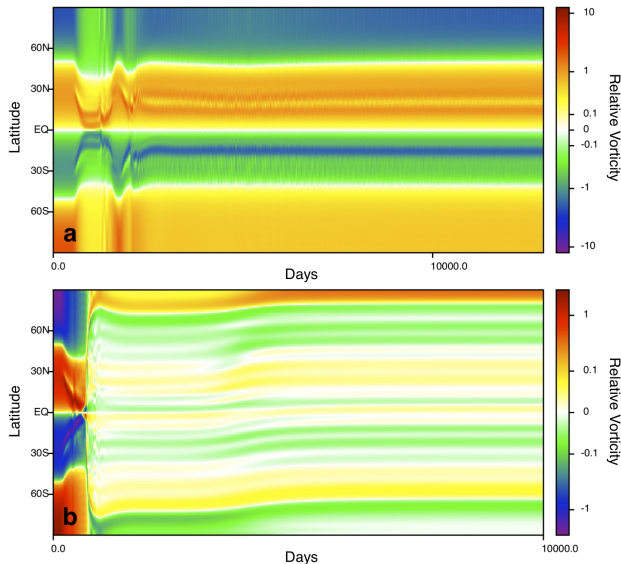 10
1
0.1
0
-0.1
-1
-10
Relative Vorticity
60N
30N
EQ
30S
60S
Latitude
a
0.0
10000.0
Days
1
0.1
0
-0.1
-1
Relative Vorticity
60N
30N
EQ
30S
60S
Latitude
b
0.0
10000.0
Days